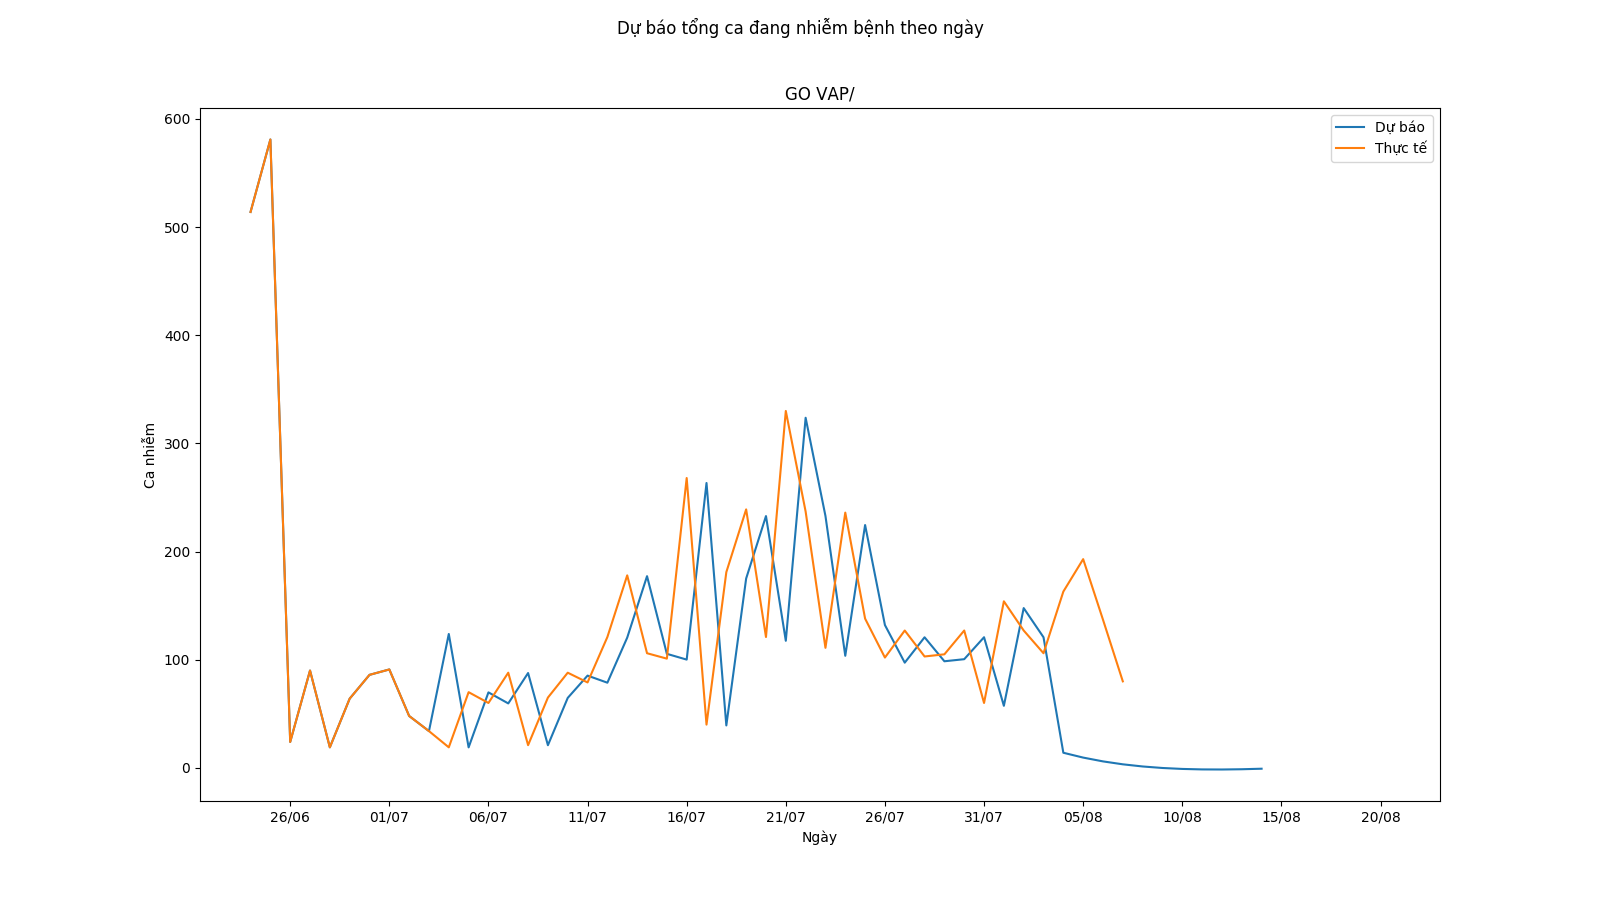 Dự báo tổng ca đang nhiễm bệnh theo ngày
GO VAP/
600
500
400
300
200
100
0
Ca nhiễm
Dự báo
Thực tế
26/06 01/07 06/07 11/07 16/07 21/07 26/07 31/07 05/08 10/08 15/08 20/08
Ngày